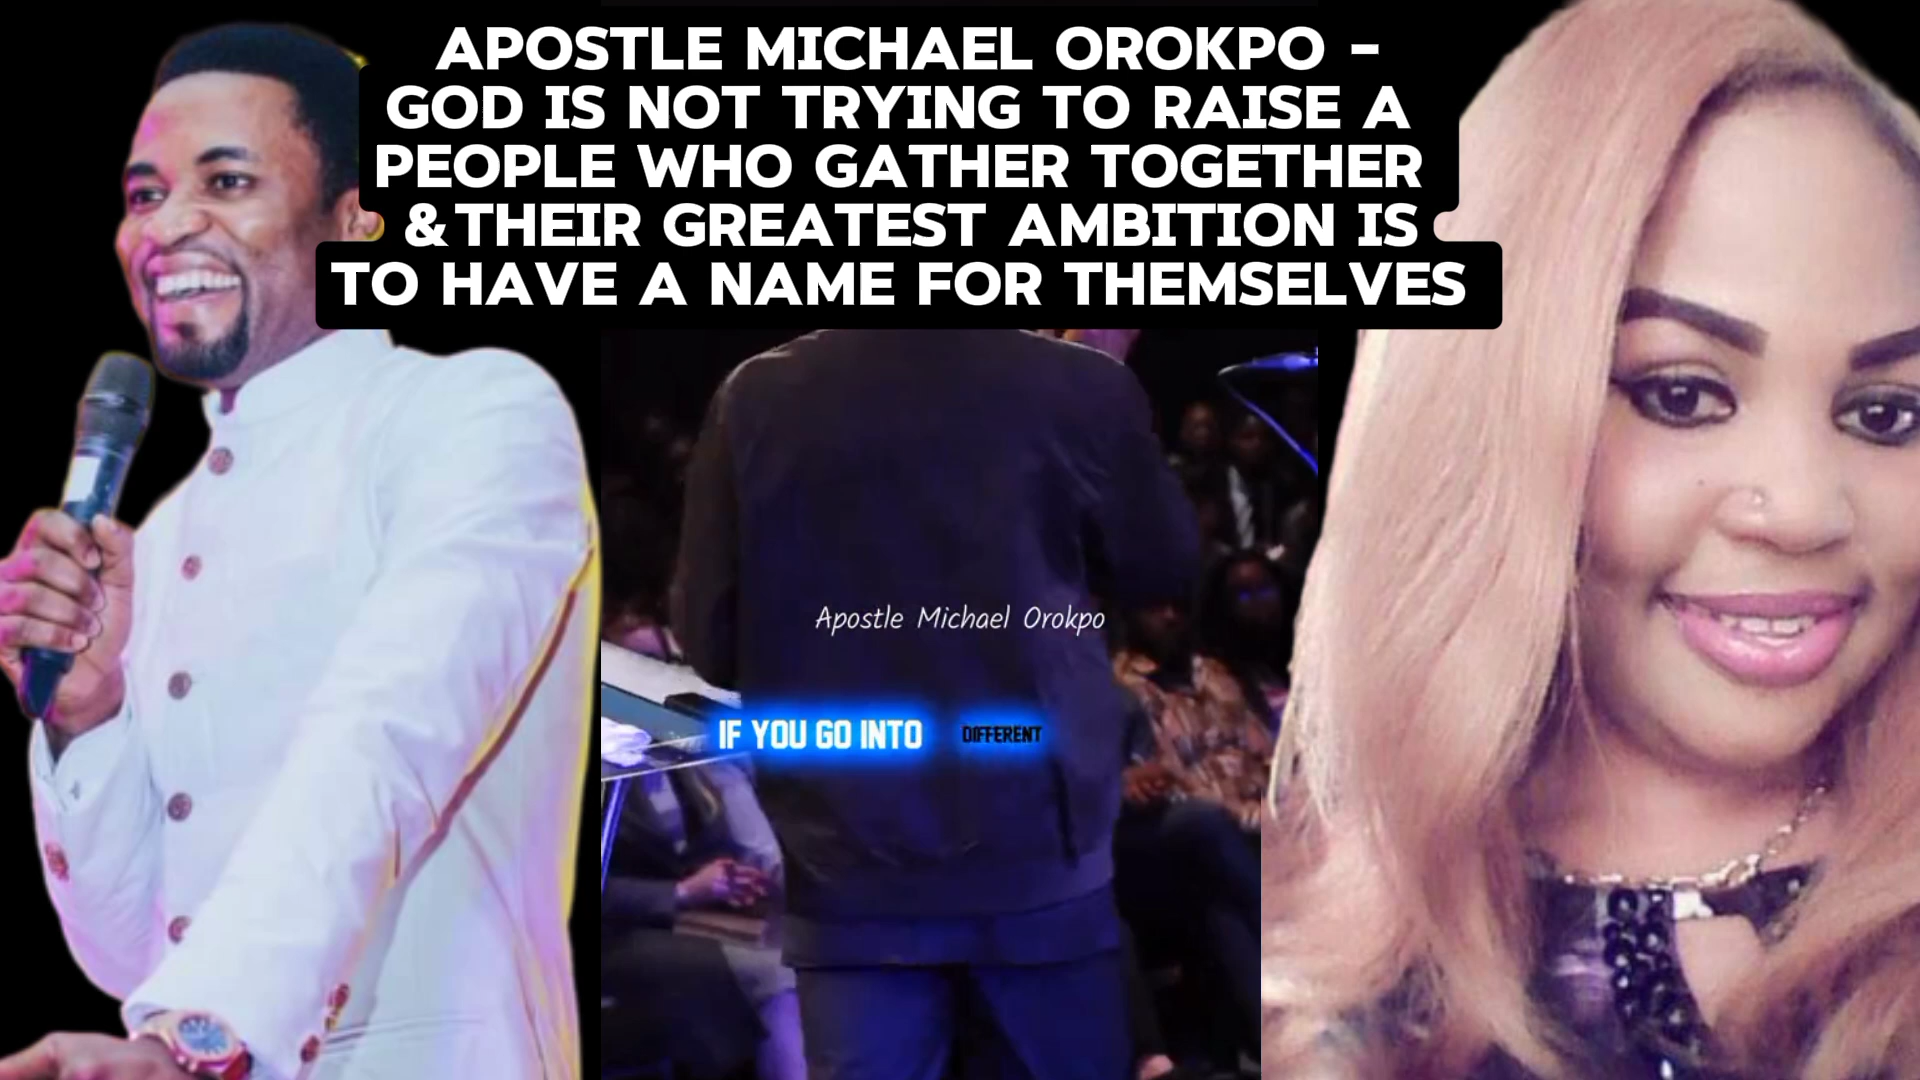 APOSTLE MICHAEL OROKPO -
GOD IS NOT TRYING TO RAISE A
PEOPLE WHO GATHER TOGETHER
&THEIR GREATEST AMBITION IS
TO HAVE A NAME FOR THEMSELVES
Apostle Michael Orokpo
IF YOU GO INTO DIFFERENT